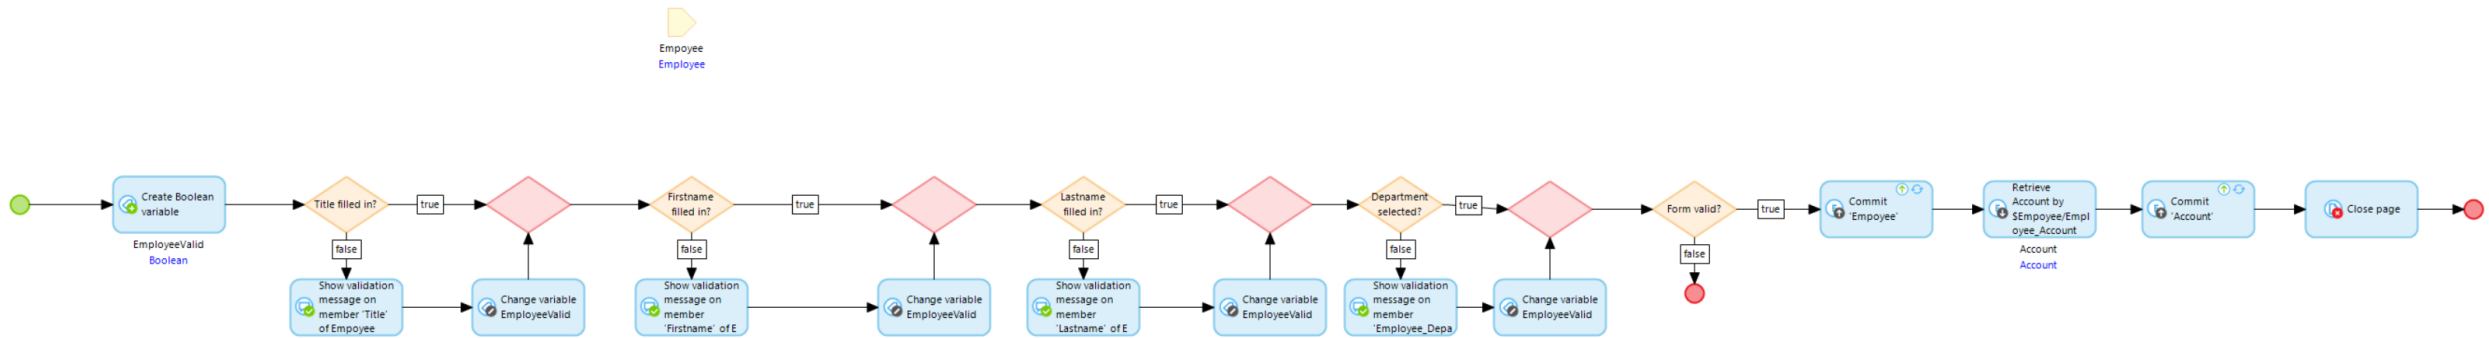 Empoyee
Employee
Create Boolean
variable
EmployeeValid
Boolean
Title filled in?
true
false
Show validation
message on
member 'Title'
of Empoyee
Change variable
EmployeeValid
Firstname
filled in?
true
false
Show validation
message on
member
'Firstname' of E
Change variable
EmployeeValid
Lastname
filled in?
true
false
Show validation
message on
member
'Lastname' of E
Change variable
EmployeeValid
Department
selected?
true
false
Show validation
message on
member
'Employee_Depa
Change variable
EmployeeValid
Form valid?
true
false
Commit
'Empoyee'
Retrieve
Account by
$Empoyee/Empl
oyee_Account
Account
Account
Commit
'Account'
Close page